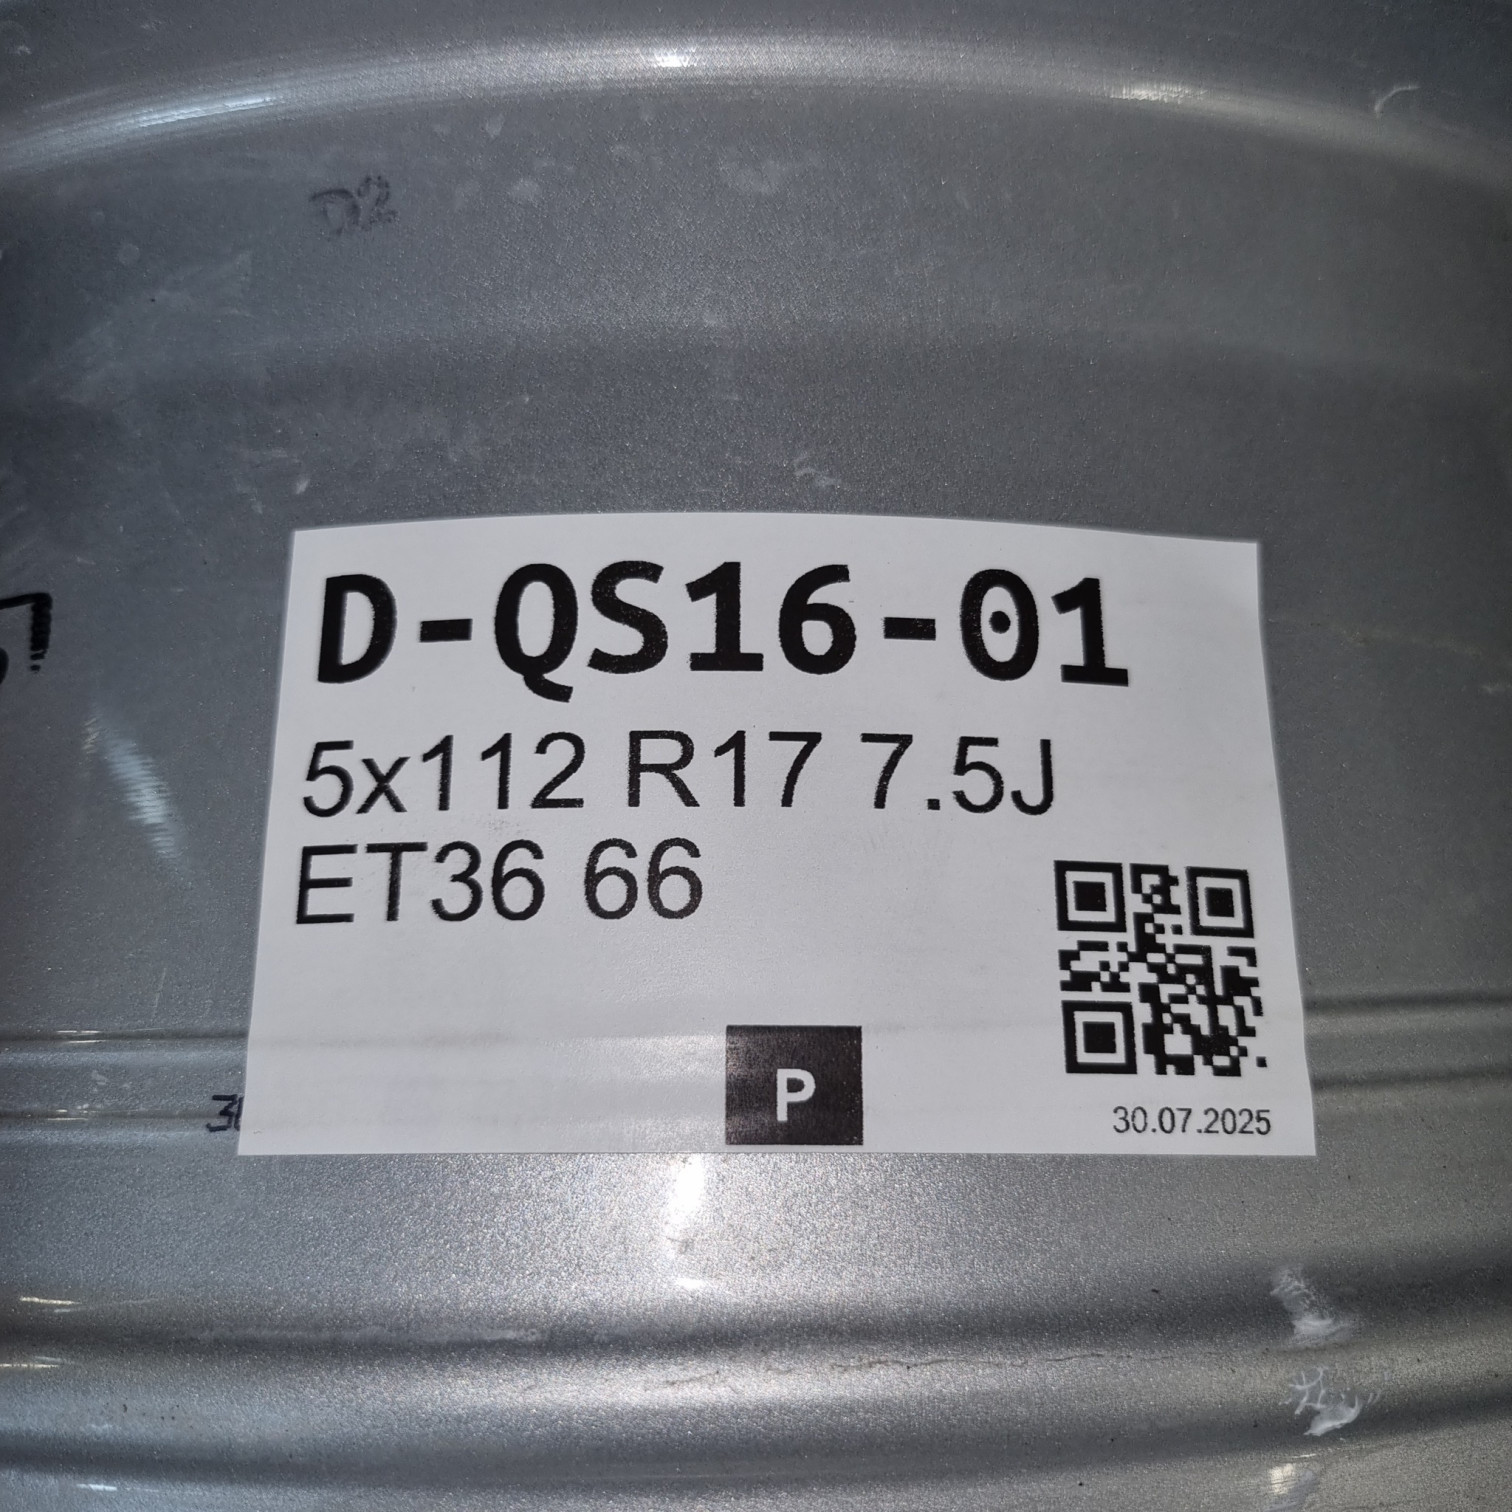 D2
D-QS16-01
5x112 R17 7.5J
ET36 66
P
30.07.2025